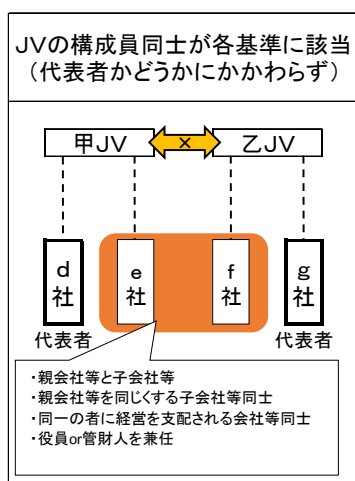 JVの構成員同士が各基準に該当
(代表者かどうかにかかわらず)
甲JV × 乙JV
d社 e社 f社 g社
代表者 代表者
・親会社等と子会社等
・親会社等を同じくする子会社等同士
・同一の者に経営を支配される会社等同士
・役員or管財人を兼任